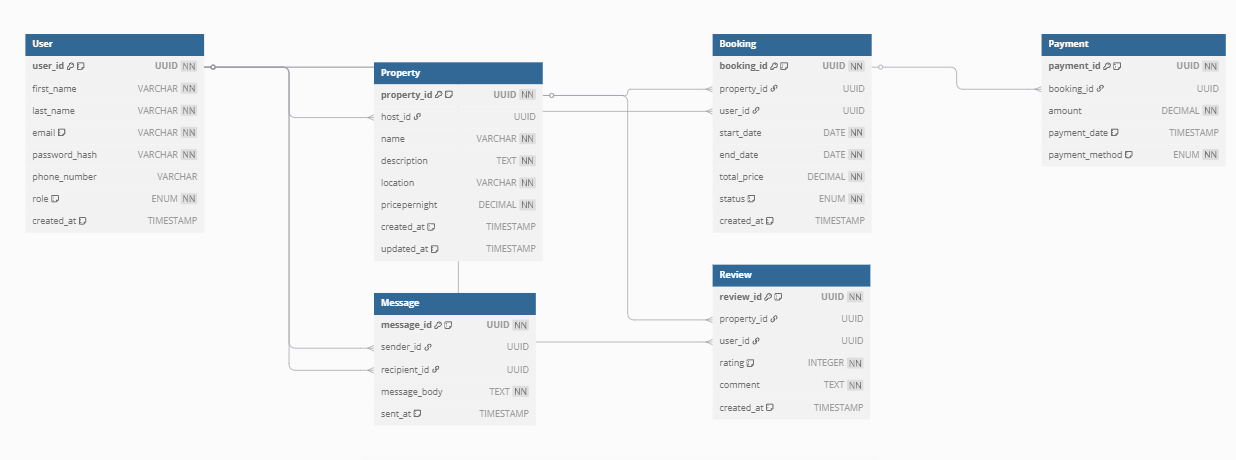 User
user_id UUID NN
first_name VARCHAR NN
last_name VARCHAR NN
email VARCHAR NN
password_hash VARCHAR NN
phone_number VARCHAR
role ENUM NN
created_at TIMESTAMP
Property
property_id UUID NN
host_id UUID
name VARCHAR NN
description TEXT NN
location VARCHAR NN
pricepernight DECIMAL NN
created_at TIMESTAMP
updated_at TIMESTAMP
Message
message_id UUID NN
sender_id UUID
recipient_id UUID
message_body TEXT NN
sent_at TIMESTAMP
Booking
booking_id UUID NN
property_id UUID
user_id UUID
start_date DATE NN
end_date DATE NN
total_price DECIMAL NN
status ENUM NN
created_at TIMESTAMP
Review
review_id UUID NN
property_id UUID
user_id UUID
rating INTEGER NN
comment TEXT NN
created_at TIMESTAMP
Payment
payment_id UUID NN
booking_id UUID
amount DECIMAL NN
payment_date TIMESTAMP
payment_method ENUM NN